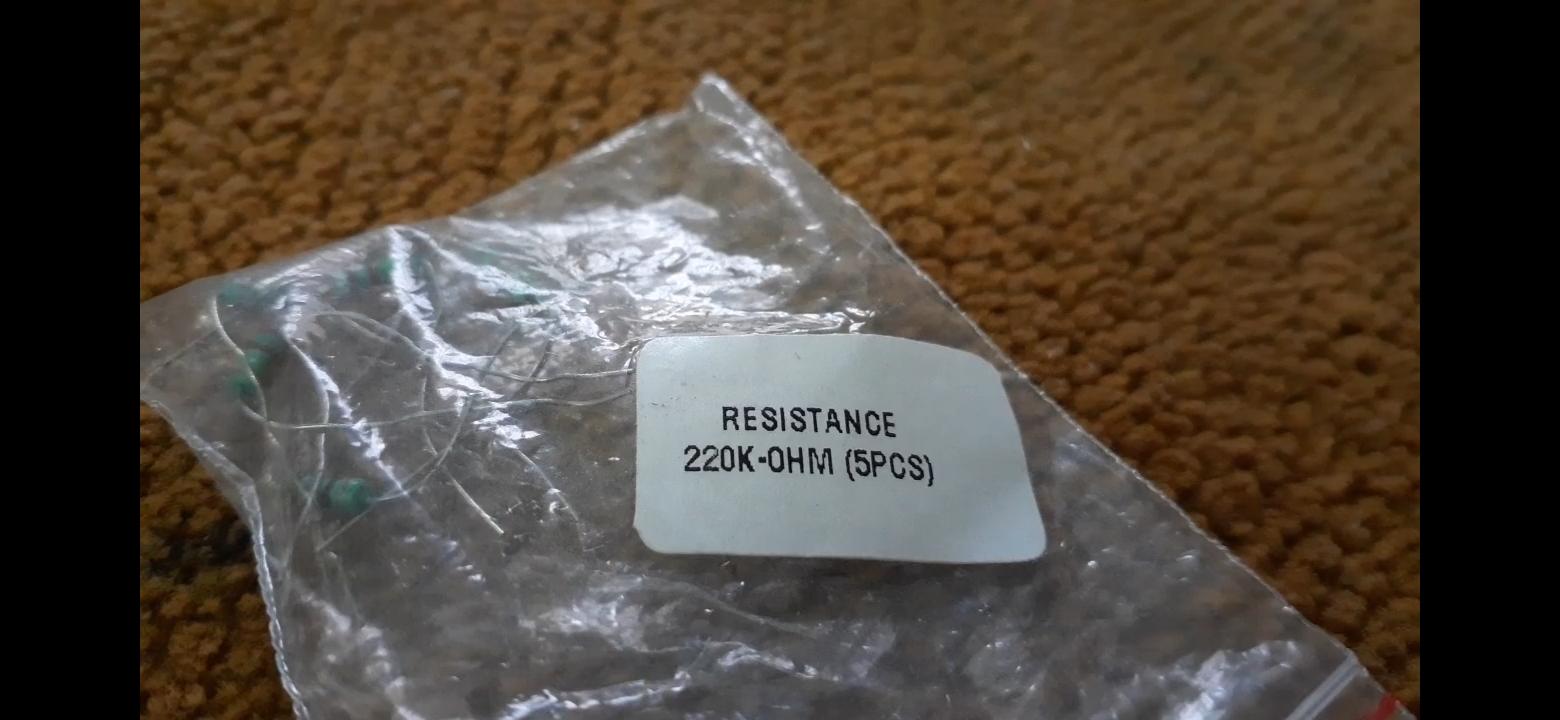 RESISTANCE
220K-OHM (5PCS)